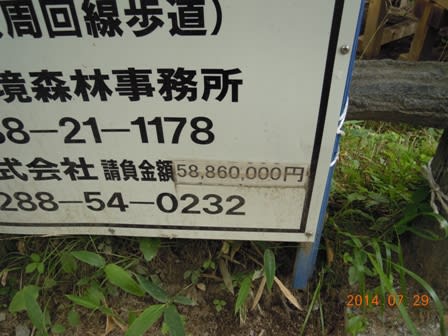 周回線歩道)
境森林事務所
88-21-1178
式会社 請負金額 58,860,000円
288-54-0232
2014.07.29